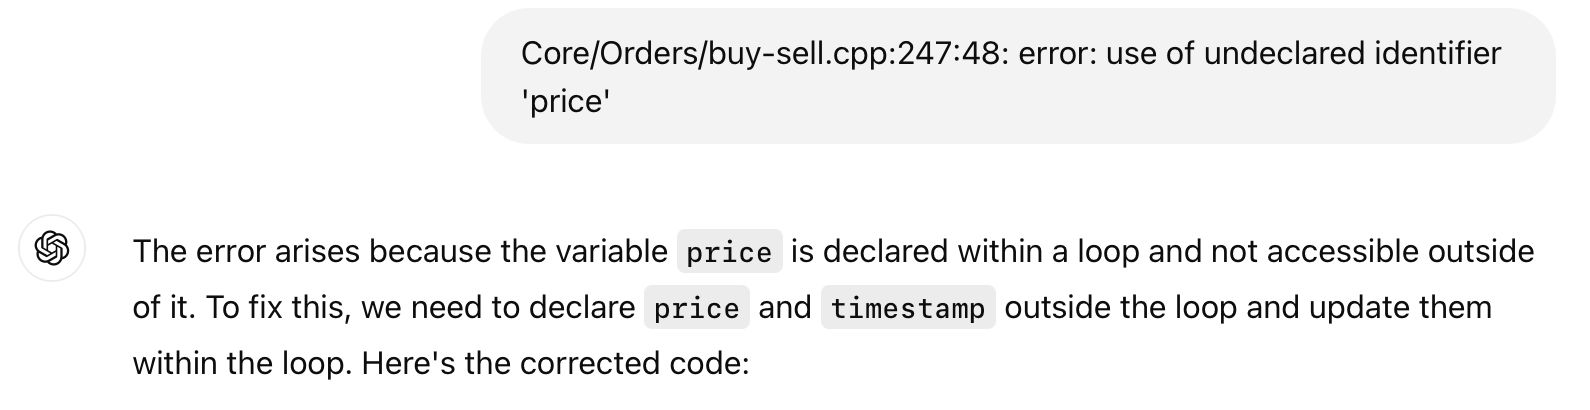 Core/Orders/buy-sell.cpp:247:48: error: use of undeclared identifier
'price'
The error arises because the variable price is declared within a loop and not accessible outside
of it. To fix this, we need to declare price and timestamp outside the loop and update them
within the loop. Here's the corrected code: